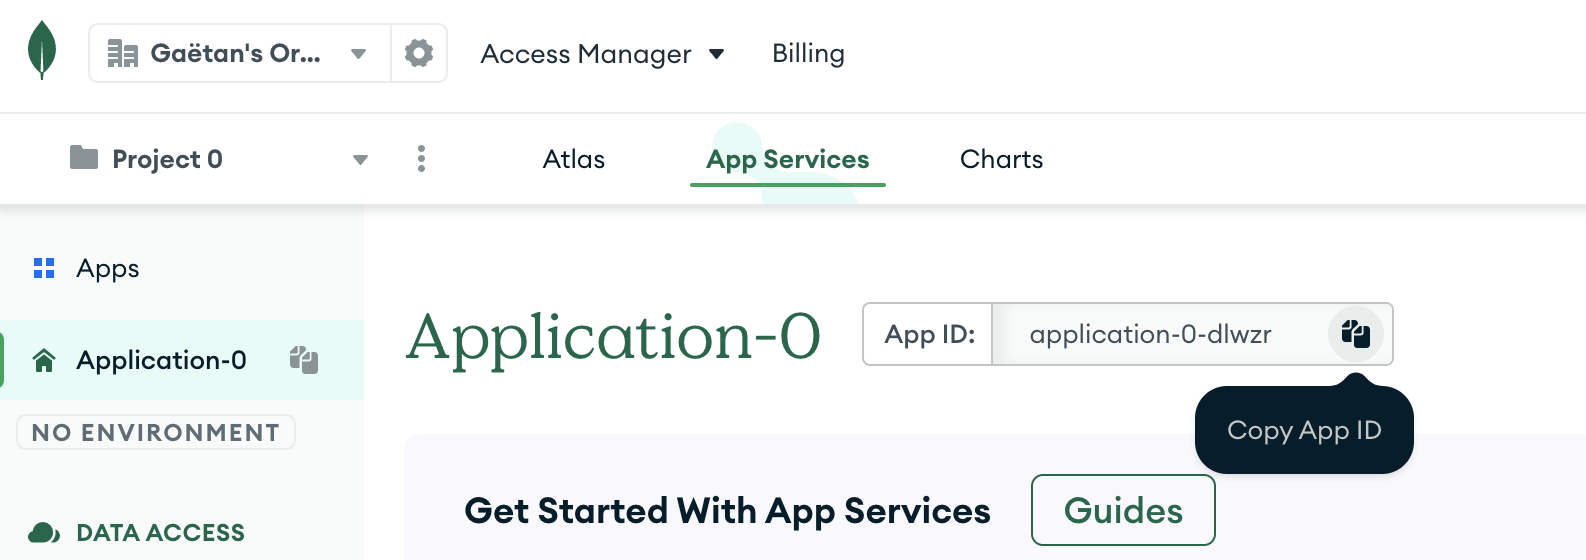 Gaëtan's Or...
Access Manager
Billing
Project 0
Atlas
App Services
Charts
Apps
Application-0
NO ENVIRONMENT
DATA ACCESS
Application-0
App ID:
application-0-dlwzr
Copy App ID
Get Started With App Services
Guides